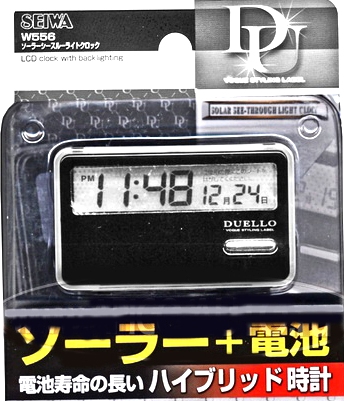 SEIWA
W556
ソーラーシースルーライトクロック
LCD clock with backlighting
DU
VOGUE STYLING LABEL
SOLAR SEE-THROUGH LIGHT CLOCK
PM 11:48 12月24日
DUELLO
VOGUE STYLING LABEL
ソーラー+電池
電池寿命の長いハイブリッド時計